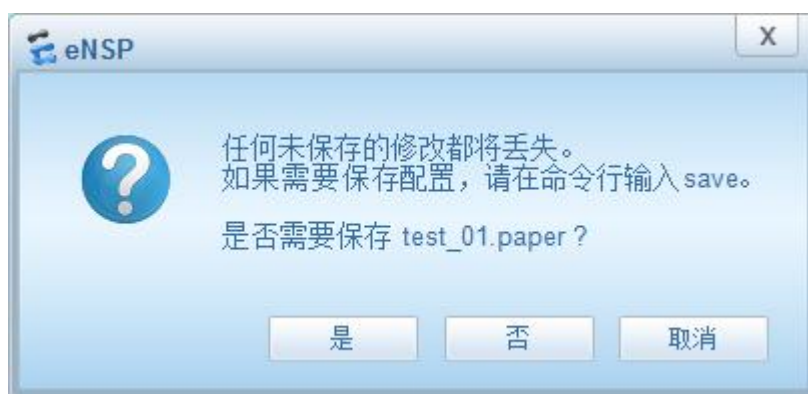 eNSP
X
任何未保存的修改都将丢失。
如果需要保存配置，请在命令行输入save。
是否需要保存 test_01.paper？
是
否
取消